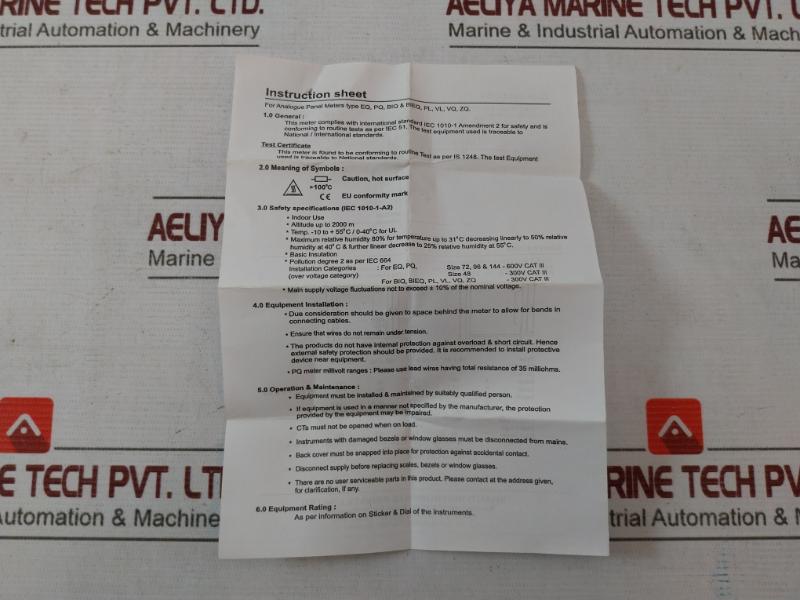 RINE TECH PVT. LTD.
strial Automation & Machinery
AELIYA MARINE TECH PVT. L
Marine & Industrial Automation & Mach
AELIYA
Marine
Instruction sheet
For Analogue Panel Meters type EQ, PQ, BIQ & BIEQ, PL, VL, VQ, ZQ.
1.0 General :
This meter complies with international standard IEC 1010-1 Amendment 2 for safety and is
conforming to routine tests as per IEC 51. The test equipment used is traceable to
National / International standards.
Test Certificate
This meter is found to be conforming to routine Test as per IS 1248. The test Equipment
used is traceable to National standards.
2.0 Meaning of Symbols :
Caution, hot surface
>100°C
CE EU conformity mark
3.0 Safety specifications (IEC 1010-1-A2)
• Indoor Use
• Altitude up to 2000 m
• Temp. -10 to + 55°C / 0-40°C for UL
• Maximum relative humidity 80% for temperature up to 31°C decreasing linearly to 50% relative
humidity at 40°C & further linear decrease to 25% relative humidity at 55°C.
• Basic Insulation
• Pollution degree 2 as per IEC 664
Installation Categories : For EQ, PQ, Size 72, 96 & 144 - 600V CAT III
(over voltage category) Size 48 - 300V CAT III
For BIQ, BIEQ, PL, VL, VQ, ZQ - 300V CAT III
• Main supply voltage fluctuations not to exceed ± 10% of the nominal voltage.
4.0 Equipment Installation :
• Due consideration should be given to space behind the meter to allow for bends in
connecting cables.
• Ensure that wires do not remain under tension.
• The products do not have internal protection against overload & short circuit. Hence
external safety protection should be provided. It is recommended to install protective
device near equipment.
• PQ meter millivolt ranges : Please use lead wires having total resistance of 35 milliohms.
5.0 Operation & Maintenance :
• Equipment must be installed & maintained by suitably qualified person.
• If equipment is used in a manner not specified by the manufacturer, the protection
provided by the equipment may be impaired.
• CTs must not be opened when on load.
• Instruments with damaged bezels or window glasses must be disconnected from mains.
• Back cover must be snapped into place for protection against accidental contact.
• Disconnect supply before replacing scales, bezels or window glasses.
• There are no user serviceable parts in this product. Please contact at the address given,
for clarification, if any.
6.0 Equipment Rating :
As per information on Sticker & Dial of the instruments.
NE TECH PVT. LT
Automation & Machinery
RINE TECH PVT. LTD.
trial Automation & Machinery